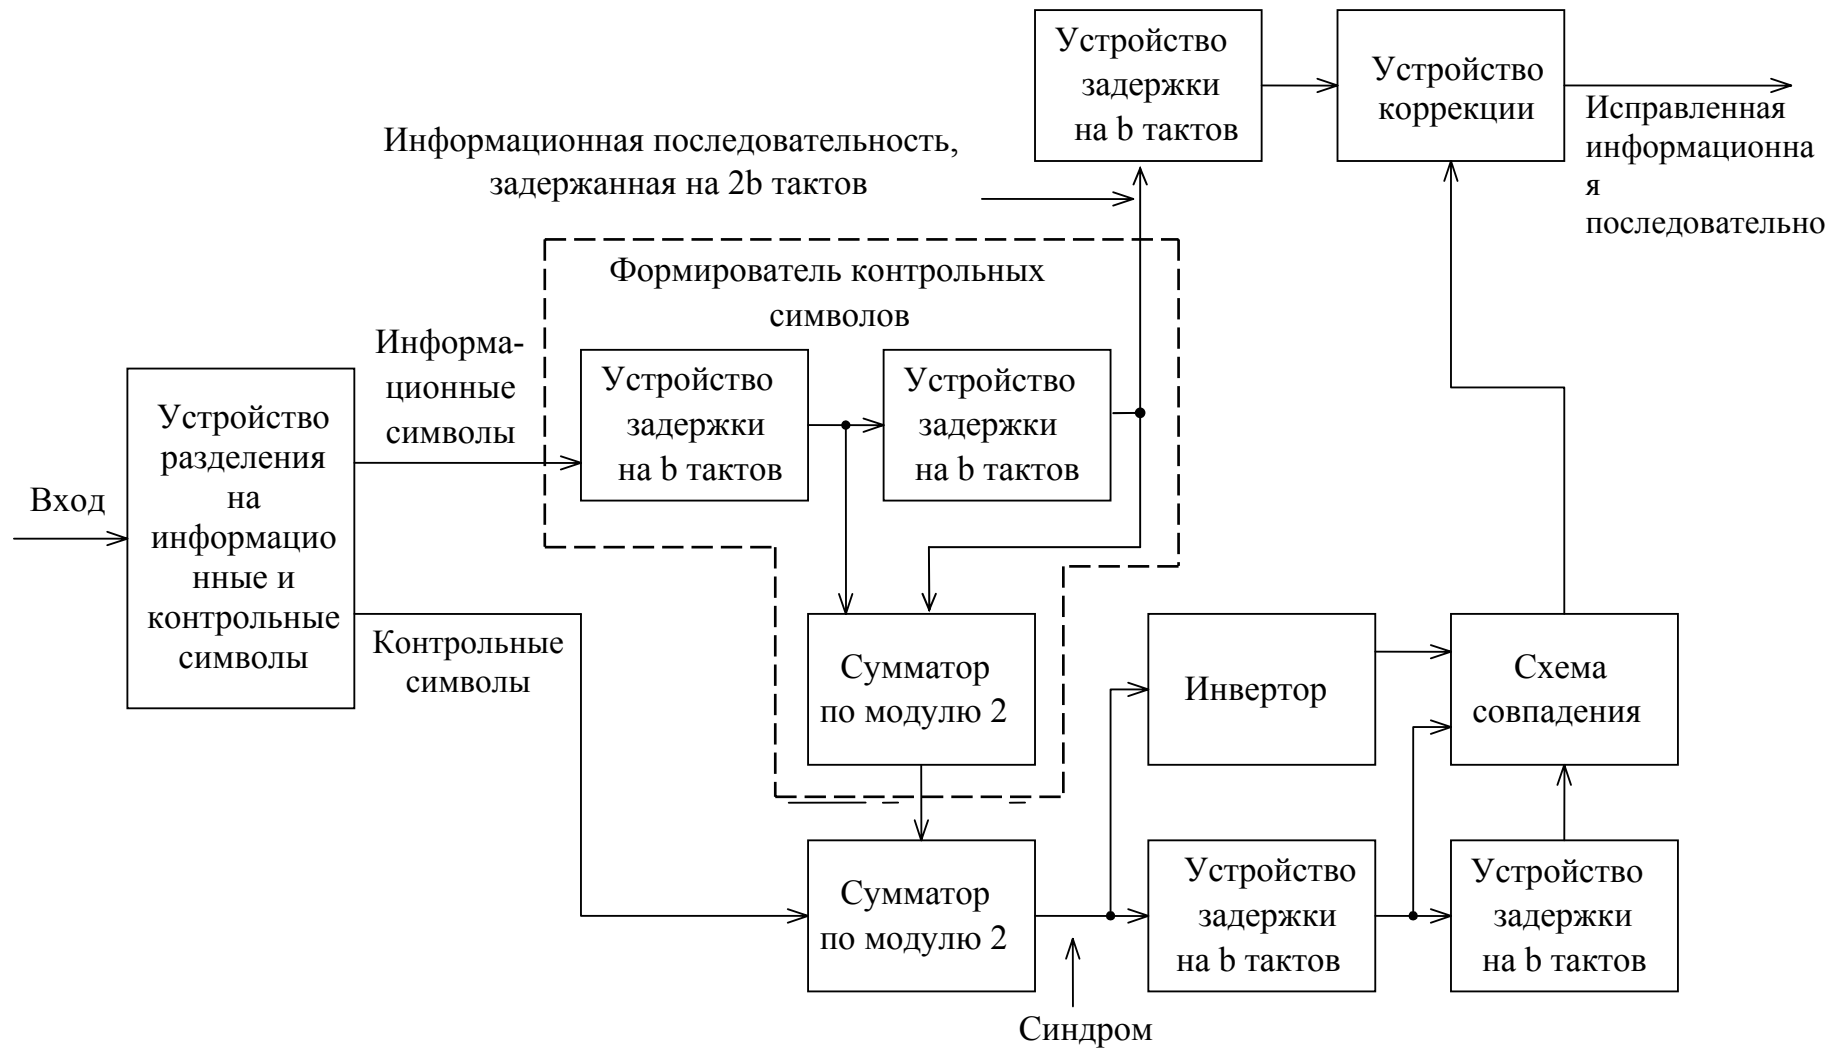 Устройство
задержки
на b тактов
Устройство
коррекции
Исправленная
информационна
я
последовательно
Информационная последовательность,
задержанная на 2b тактов
Формирователь контрольных
символов
Информа-
ционные
символы
Устройство
задержки
на b тактов
Устройство
задержки
на b тактов
Вход
Устройство
разделения
на
информацио
нные и
контрольные
символы
Контрольные
символы
Сумматор
по модулю 2
Инвертор
Схема
совпадения
Сумматор
по модулю 2
Устройство
задержки
на b тактов
Устройство
задержки
на b тактов
Синдром